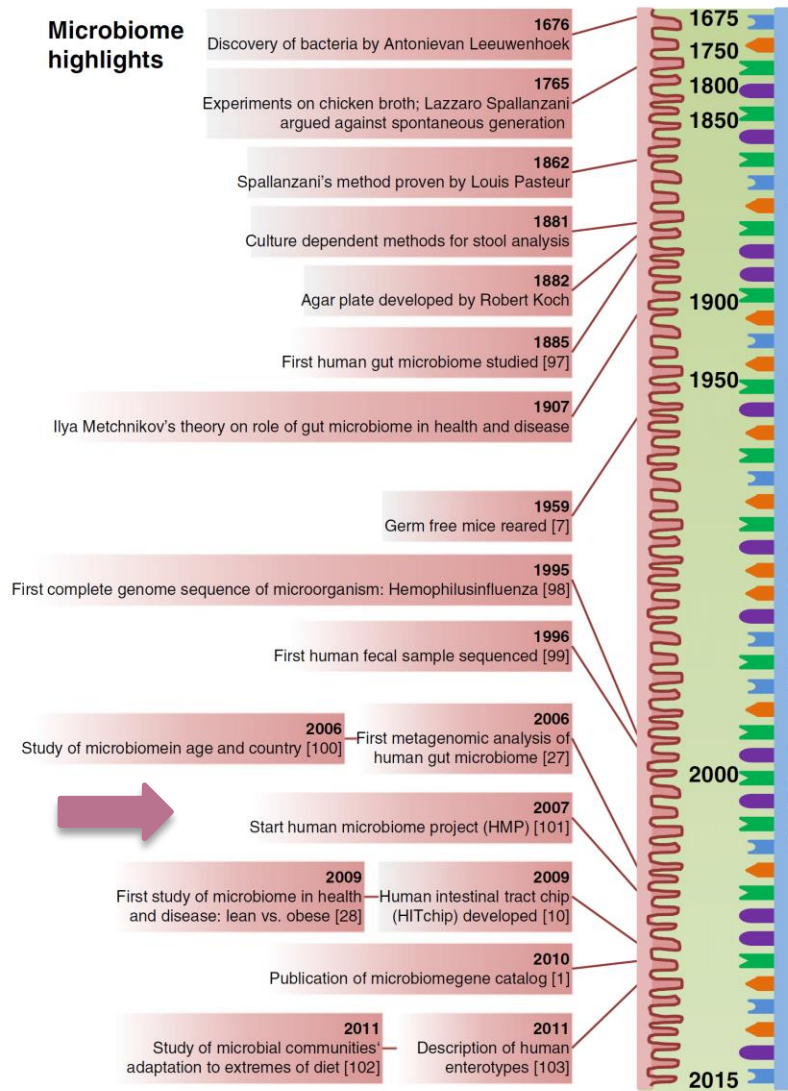 Microbiome
highlights
1676
Discovery of bacteria by Antonievan Leeuwenhoek
1765
Experiments on chicken broth; Lazzaro Spallanzani
argued against spontaneous generation
1862
Spallanzani's method proven by Louis Pasteur
1881
Culture dependent methods for stool analysis
1882
Agar plate developed by Robert Koch
1885
First human gut microbiome studied [97]
1907
Ilya Metchnikov's theory on role of gut microbiome in health and disease
1959
Germ free mice reared [7]
1995
First complete genome sequence of microorganism: Hemophilusinfluenza [98]
1996
First human fecal sample sequenced [99]
2006
Study of microbiomein age and country [100]
2006
First metagenomic analysis of
human gut microbiome [27]
2007
Start human microbiome project (HMP) [101]
2009
First study of microbiome in health
and disease: lean vs. obese [28]
2009
Human intestinal tract chip
(HITchip) developed [10]
2010
Publication of microbiomegene catalog [1]
2011
Study of microbial communities'
adaptation to extremes of diet [102]
2011
Description of human
enterotypes [103]
1675
1750
1800
1850
1900
1950
2000
2015